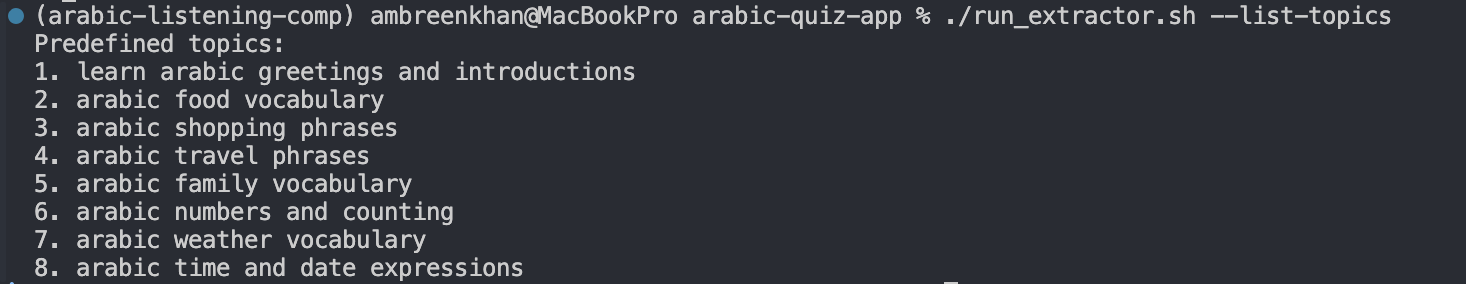 (arabic-listening-comp) ambreenkhan@MacBookPro arabic-quiz-app % ./run_extractor.sh --list-topics
Predefined topics:
1. learn arabic greetings and introductions
2. arabic food vocabulary
3. arabic shopping phrases
4. arabic travel phrases
5. arabic family vocabulary
6. arabic numbers and counting
7. arabic weather vocabulary
8. arabic time and date expressions